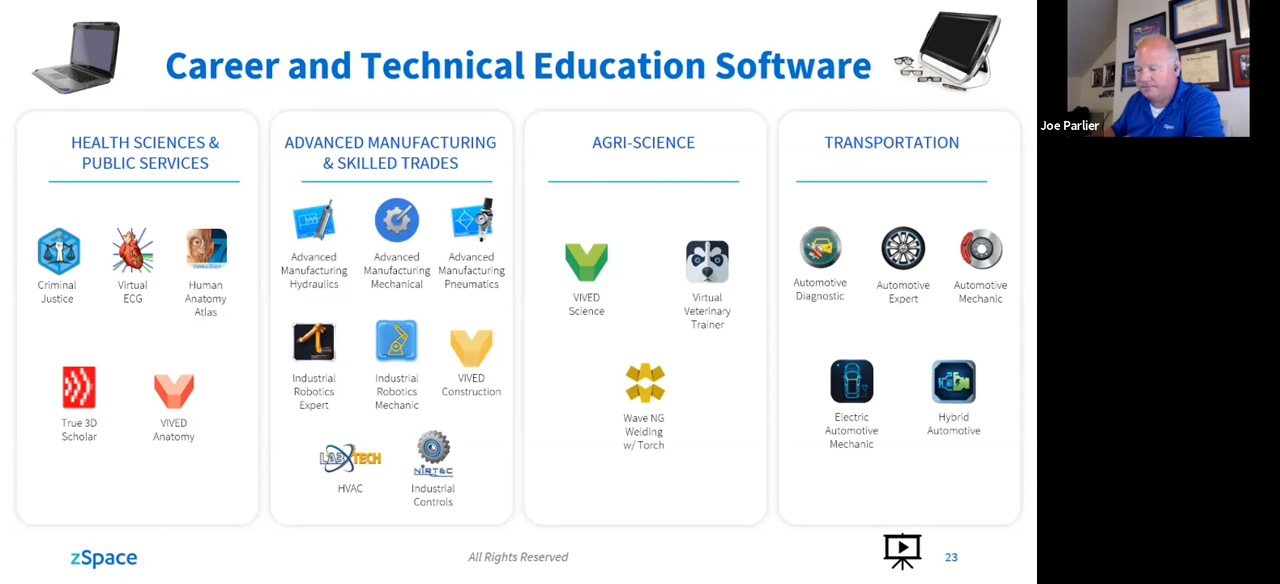 Career and Technical Education Software
Joe Parlier
HEALTH SCIENCES &
PUBLIC SERVICES
Criminal
Justice
Virtual
ECG
Human
Anatomy
Atlas
True 3D
Scholar
VIVED
Anatomy
ADVANCED MANUFACTURING
& SKILLED TRADES
Advanced
Manufacturing
Hydraulics
Advanced
Manufacturing
Mechanical
Advanced
Manufacturing
Pneumatics
Industrial
Robotics
Expert
Industrial
Robotics
Mechanic
VIVED
Construction
LABXTECH
HVAC
NIRTEC
Industrial
Controls
AGRI-SCIENCE
VIVED
Science
Virtual
Veterinary
Trainer
Wave NG
Welding
w/ Torch
TRANSPORTATION
Automotive
Diagnostic
Automotive
Expert
Automotive
Mechanic
Electric
Automotive
Mechanic
Hybrid
Automotive
zSpace
All Rights Reserved
23